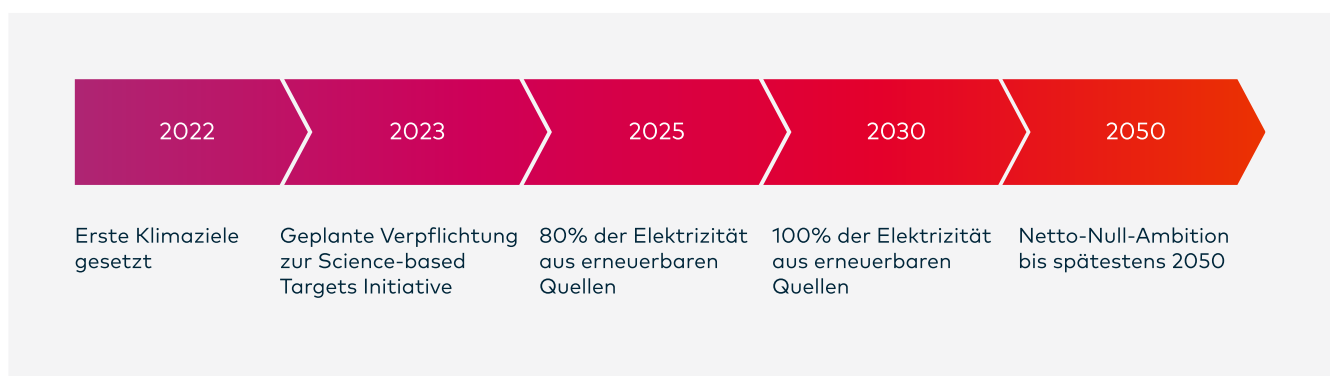 2022
2023
2025
2030
2050
Erste Klimaziele
gesetzt
Geplante Verpflichtung
zur Science-based
Targets Initiative
80% der Elektrizität
aus erneuerbaren
Quellen
100% der Elektrizität
aus erneuerbaren
Quellen
Netto-Null-Ambition
bis spätestens 2050